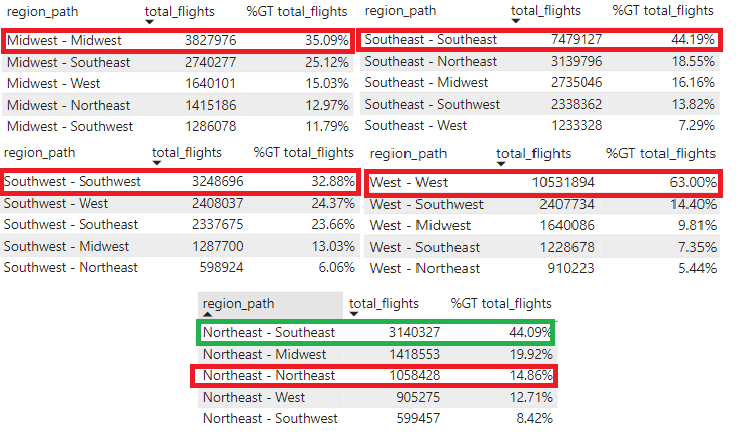 region_path total_flights %GT total_flights
Midwest - Midwest 3827976 35.09%
Midwest - Southeast 2740277 25.12%
Midwest - West 1640101 15.03%
Midwest - Northeast 1415186 12.97%
Midwest - Southwest 1286078 11.79%
region_path total_flights %GT total_flights
Southeast - Southeast 7479127 44.19%
Southeast - Northeast 3139796 18.55%
Southeast - Midwest 2735046 16.16%
Southeast - Southwest 2338362 13.82%
Southeast - West 1233328 7.29%
region_path total_flights %GT total_flights
Southwest - Southwest 3248696 32.88%
Southwest - West 2408037 24.37%
Southwest - Southeast 2337675 23.66%
Southwest - Midwest 1287700 13.03%
Southwest - Northeast 598924 6.06%
region_path total_flights %GT total_flights
West - West 10531894 63.00%
West - Southwest 2407734 14.40%
West - Midwest 1640086 9.81%
West - Southeast 1228678 7.35%
West - Northeast 910223 5.44%
region_path total_flights %GT total_flights
Northeast - Southeast 3140327 44.09%
Northeast - Midwest 1418553 19.92%
Northeast - Northeast 1058428 14.86%
Northeast - West 905275 12.71%
Northeast - Southwest 599457 8.42%